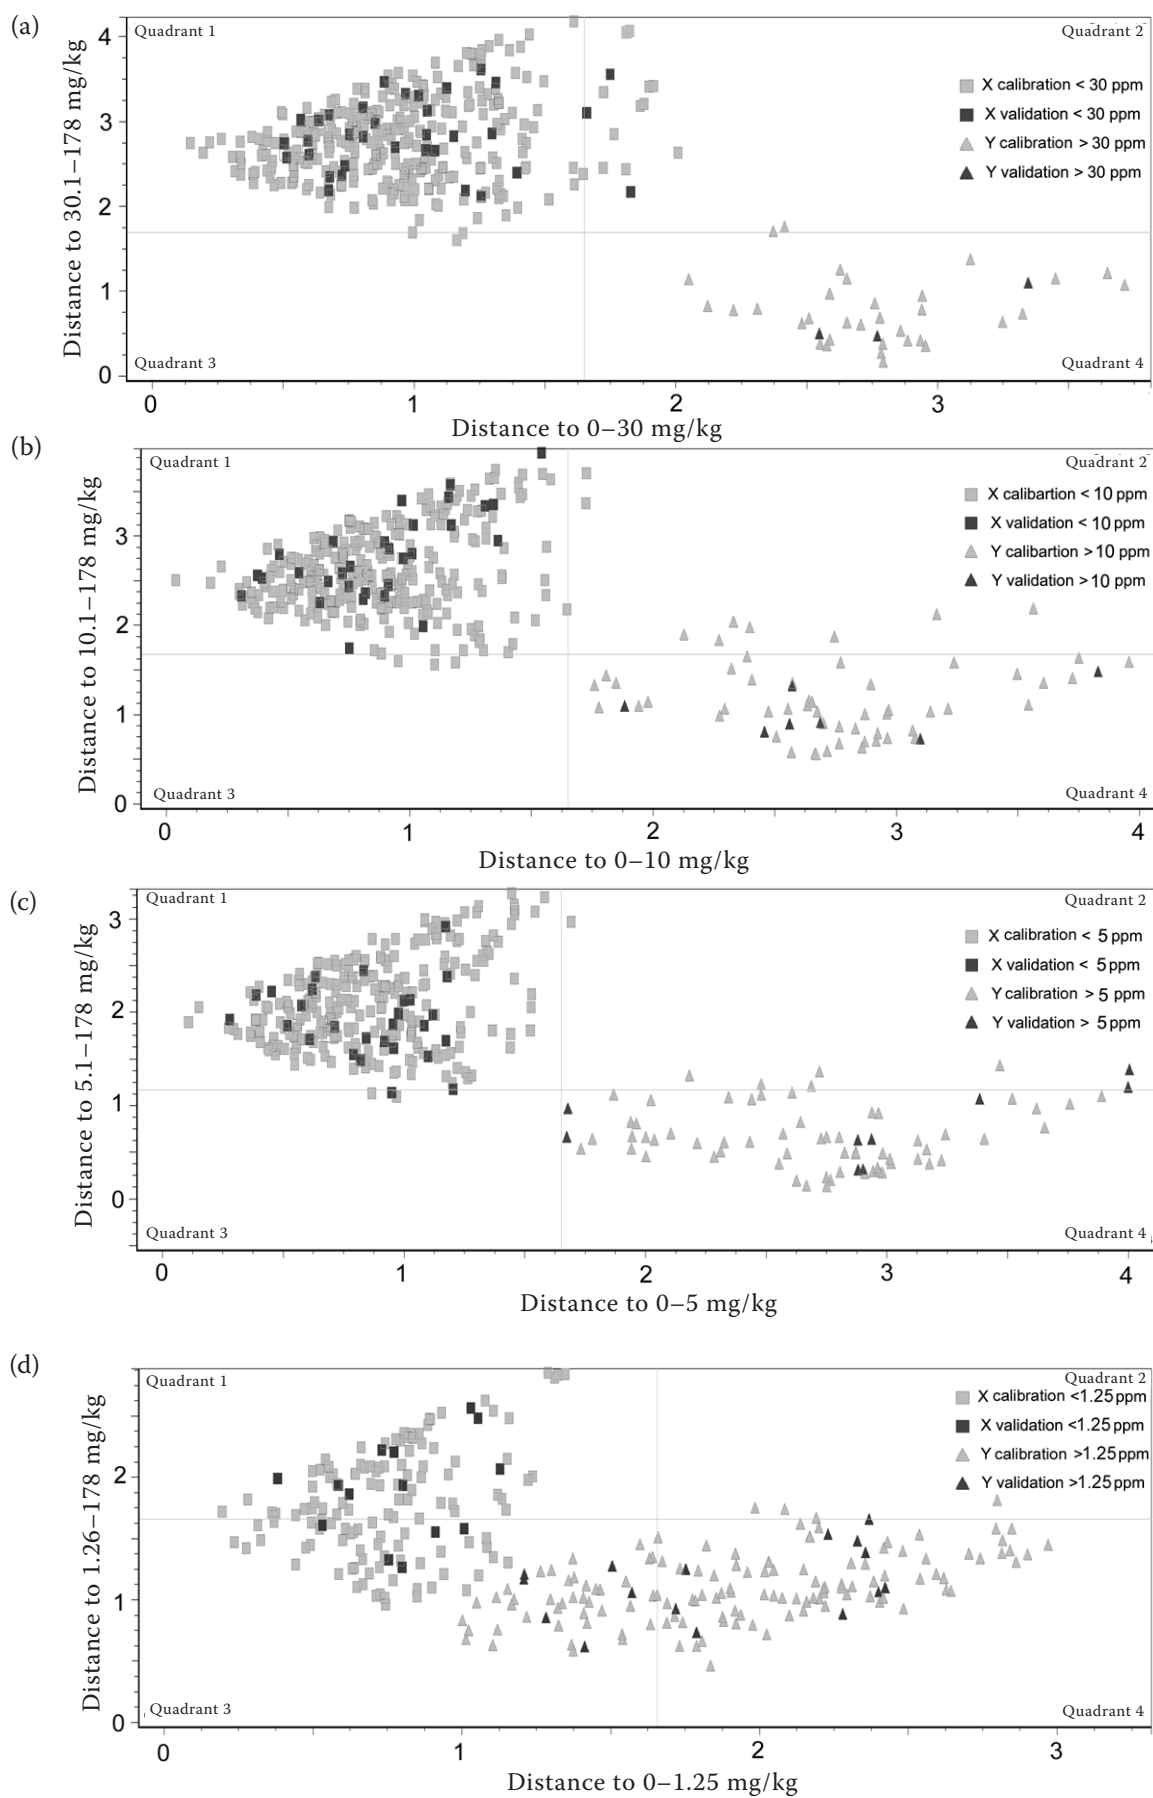 (a)
Quadrant 1
Quadrant 2
X calibration < 30 ppm
X validation < 30 ppm
Y calibration > 30 ppm
Y validation > 30 ppm
Quadrant 3
Quadrant 4
Distance to 30.1–178 mg/kg
4
3
2
1
0
0
1
2
3
Distance to 0–30 mg/kg
(b)
Quadrant 1
Quadrant 2
X calibartion < 10 ppm
X validation < 10 ppm
Y calibartion > 10 ppm
Y validation > 10 ppm
Quadrant 3
Quadrant 4
Distance to 10.1–178 mg/kg
3
2
1
0
0
1
2
3
4
Distance to 0–10 mg/kg
(c)
Quadrant 1
Quadrant 2
X calibration < 5 ppm
X validation < 5 ppm
Y calibration > 5 ppm
Y validation > 5 ppm
Quadrant 3
Quadrant 4
Distance to 5.1–178 mg/kg
3
2
1
0
0
1
2
3
4
Distance to 0–5 mg/kg
(d)
Quadrant 1
Quadrant 2
X calibration <1.25 ppm
X validation <1.25 ppm
Y calibration >1.25 ppm
Y validation >1.25 ppm
Quadrant 3
Quadrant 4
Distance to 1.26–178 mg/kg
2
1
0
0
1
2
3
Distance to 0–1.25 mg/kg